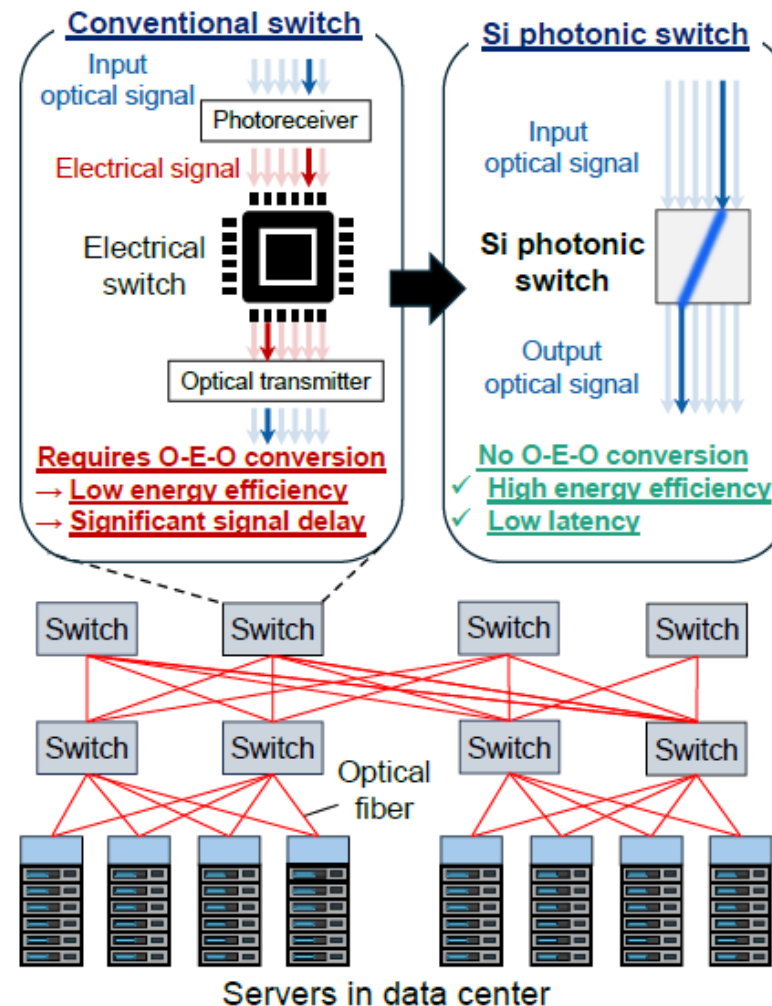 Conventional switch
Input
optical signal
Photoreceiver
Electrical signal
Electrical
switch
Optical transmitter
Requires O-E-O conversion
→ Low energy efficiency
→ Significant signal delay
Si photonic switch
Input
optical signal
Si photonic
switch
Output
optical signal
No O-E-O conversion
✓ High energy efficiency
✓ Low latency
Switch
Switch
Switch
Switch
Switch
Switch
Switch
Switch
Optical
fiber
Servers in data center